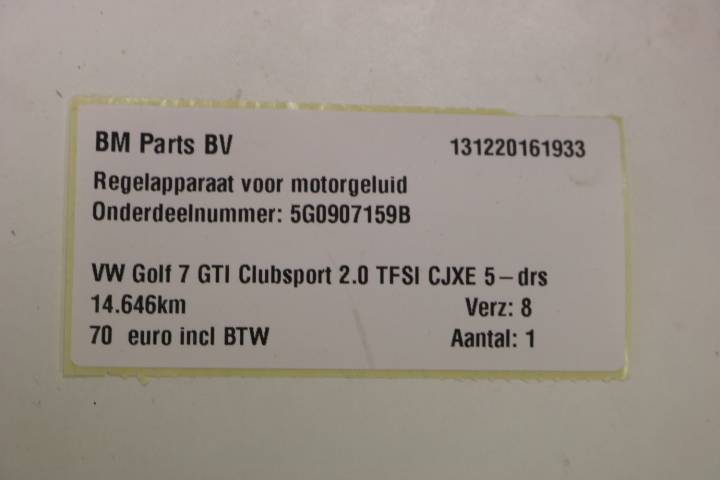 BM Parts BV 131220161933
Regelapparaat voor motorgeluid
Onderdeelnummer: 5G0907159B
VW Golf 7 GTI Clubsport 2.0 TFSI CJXE 5-drs
14.646km Verz: 8
70 euro incl BTW Aantal: 1